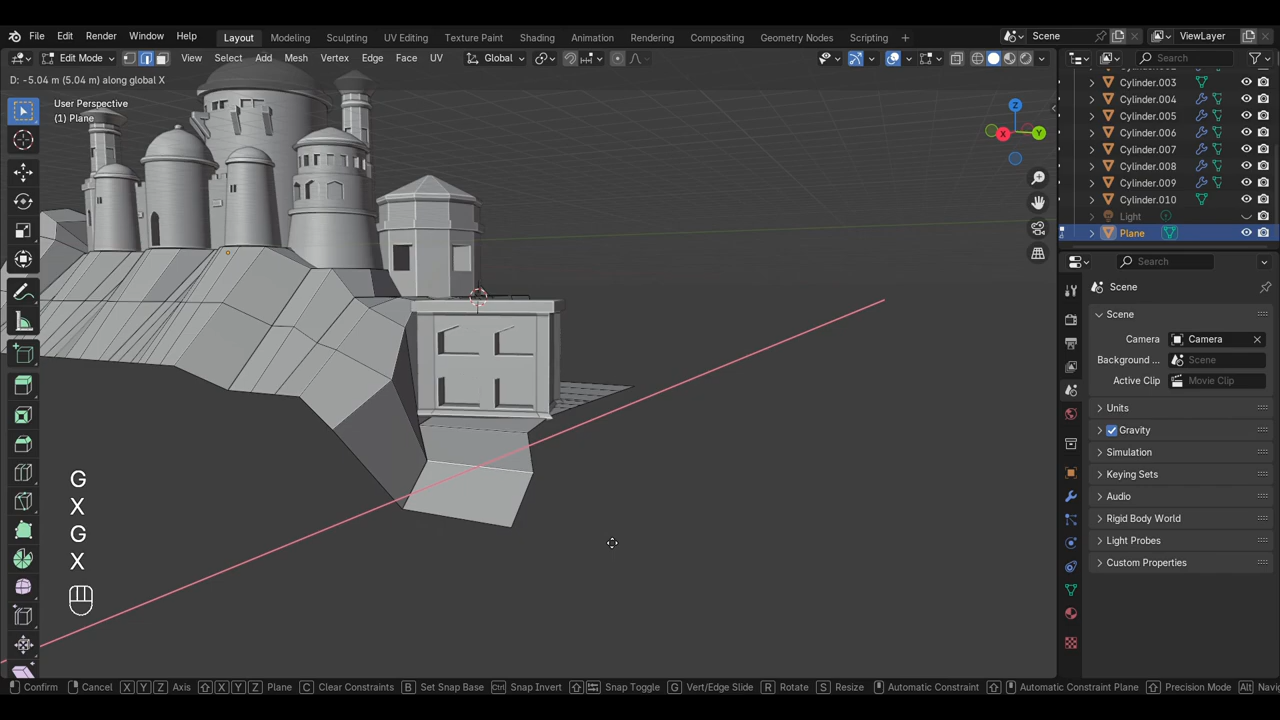 File Edit Render Window Help Layout Modeling Sculpting UV Editing Texture Paint Shading Animation Rendering Compositing Geometry Nodes Scripting + Scene ViewLayer
Edit Mode View Select Add Mesh Vertex Edge Face UV Global Search
D: -5.04 m (5.04 m) along global X
User Perspective
(1) Plane
Z
X
Y
Cylinder.003
Cylinder.004
Cylinder.005
Cylinder.006
Cylinder.007
Cylinder.008
Cylinder.009
Cylinder.010
Light
Plane
Search
Scene
Scene
Camera Camera
Background ... Scene
Active Clip Movie Clip
Units
Gravity
Simulation
Keying Sets
Audio
Rigid Body World
Light Probes
Custom Properties
G
X
G
X
Confirm Cancel X Y Z Axis X Y Z Plane C Clear Constraints B Set Snap Base Ctrl Snap Invert Snap Toggle G Vert/Edge Slide R Rotate S Resize Automatic Constraint Automatic Constraint Plane Precision Mode Alt Navig